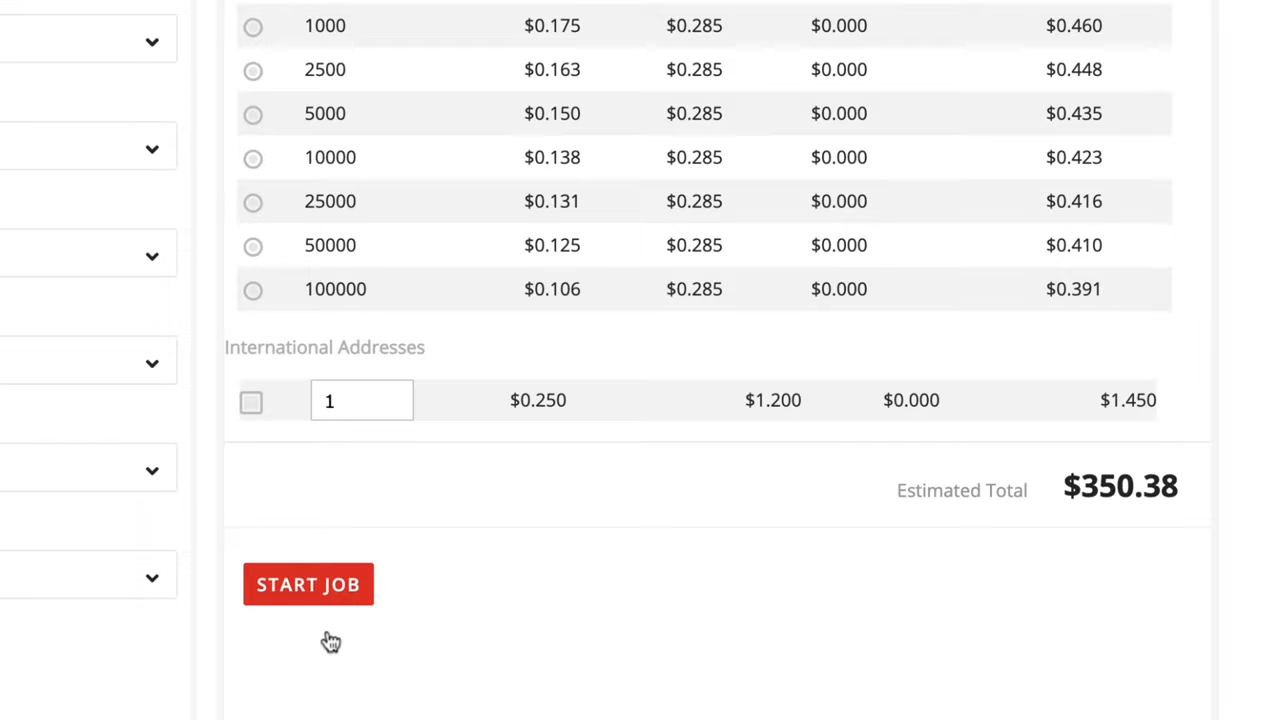 1000 $0.175 $0.285 $0.000 $0.460
2500 $0.163 $0.285 $0.000 $0.448
5000 $0.150 $0.285 $0.000 $0.435
10000 $0.138 $0.285 $0.000 $0.423
25000 $0.131 $0.285 $0.000 $0.416
50000 $0.125 $0.285 $0.000 $0.410
100000 $0.106 $0.285 $0.000 $0.391
International Addresses
1 $0.250 $1.200 $0.000 $1.450
Estimated Total $350.38
START JOB